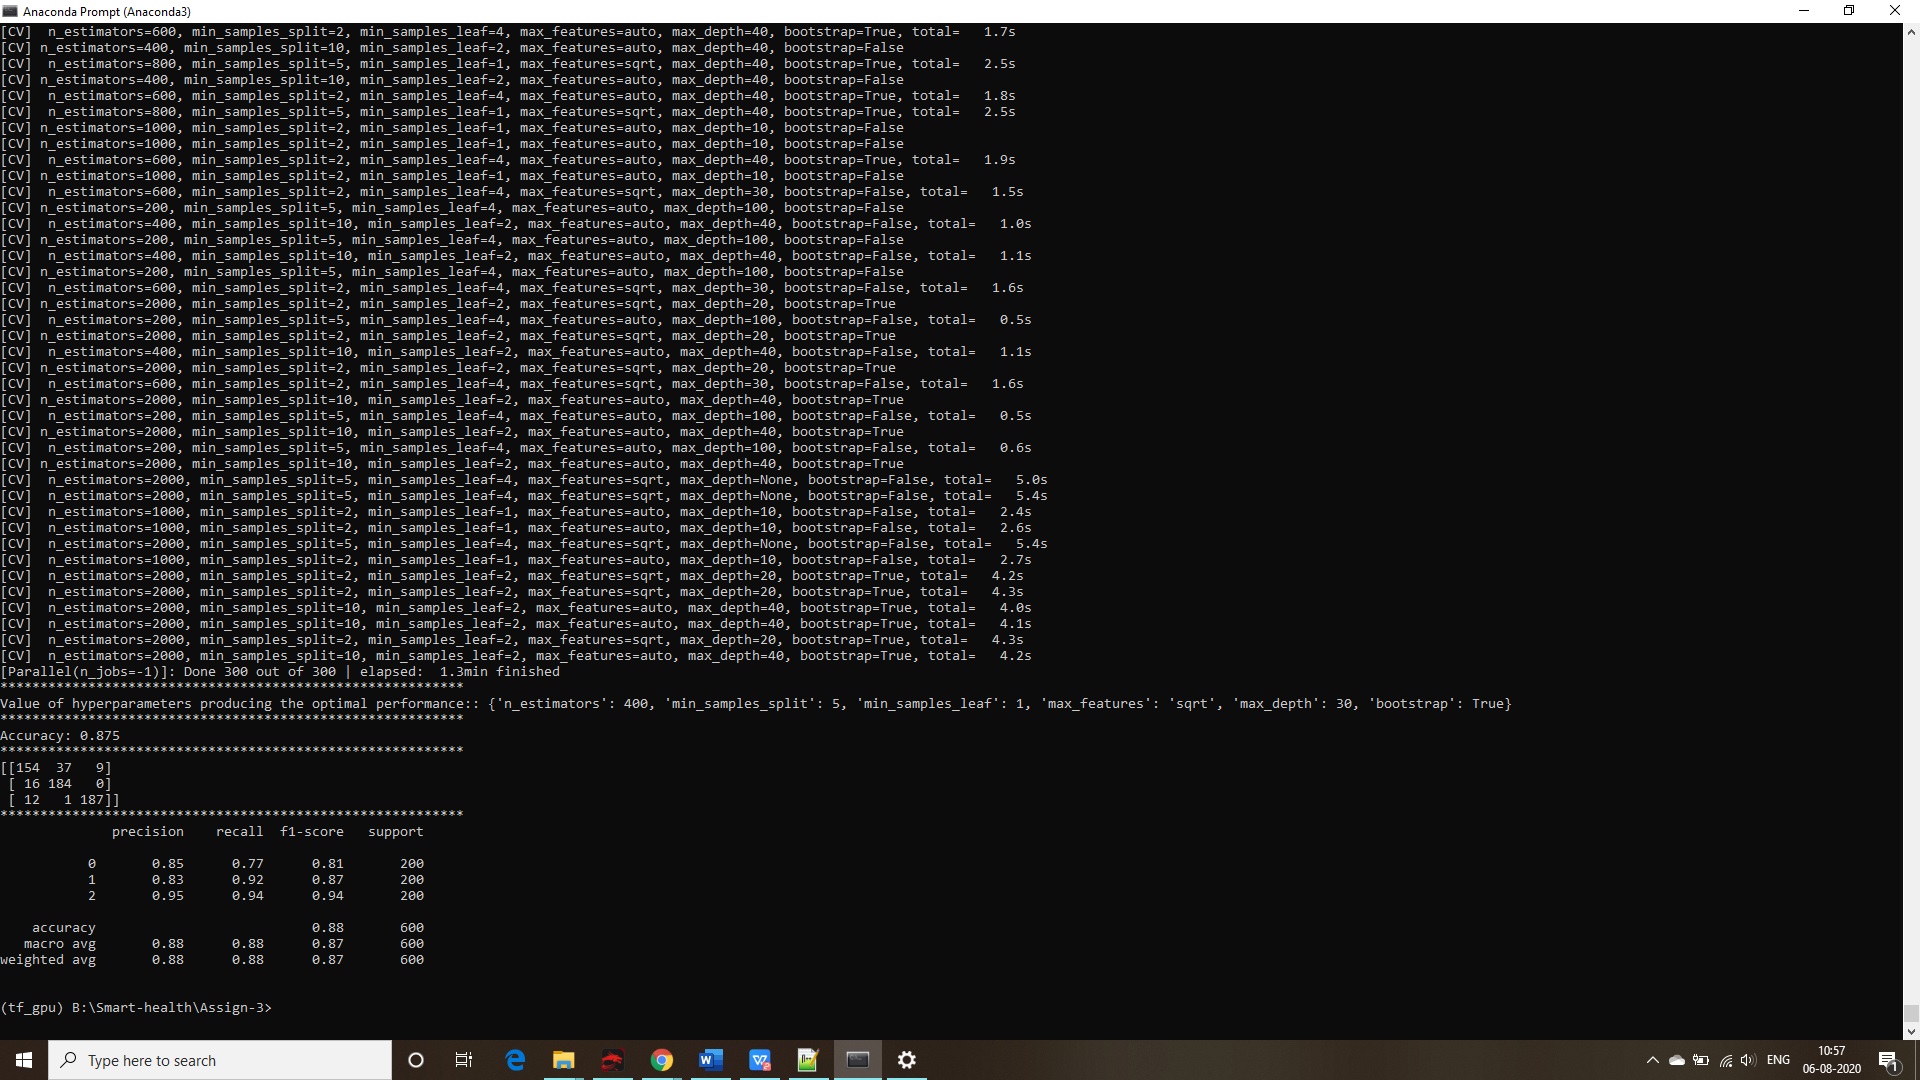 Anaconda Prompt (Anaconda3)
[CV]  n_estimators=600, min_samples_split=2, min_samples_leaf=4, max_features=auto, max_depth=40, bootstrap=True, total=   1.7s
[CV] n_estimators=400, min_samples_split=10, min_samples_leaf=2, max_features=auto, max_depth=40, bootstrap=False
[CV]  n_estimators=800, min_samples_split=5, min_samples_leaf=1, max_features=sqrt, max_depth=40, bootstrap=True, total=   2.5s
[CV] n_estimators=400, min_samples_split=10, min_samples_leaf=2, max_features=auto, max_depth=40, bootstrap=False
[CV]  n_estimators=600, min_samples_split=2, min_samples_leaf=4, max_features=auto, max_depth=40, bootstrap=True, total=   1.8s
[CV]  n_estimators=800, min_samples_split=5, min_samples_leaf=1, max_features=sqrt, max_depth=40, bootstrap=True, total=   2.5s
[CV] n_estimators=1000, min_samples_split=2, min_samples_leaf=1, max_features=auto, max_depth=10, bootstrap=False
[CV] n_estimators=1000, min_samples_split=2, min_samples_leaf=1, max_features=auto, max_depth=10, bootstrap=False
[CV]  n_estimators=600, min_samples_split=2, min_samples_leaf=4, max_features=auto, max_depth=40, bootstrap=True, total=   1.9s
[CV] n_estimators=1000, min_samples_split=2, min_samples_leaf=1, max_features=auto, max_depth=10, bootstrap=False
[CV]  n_estimators=600, min_samples_split=2, min_samples_leaf=4, max_features=sqrt, max_depth=30, bootstrap=False, total=   1.5s
[CV] n_estimators=200, min_samples_split=5, min_samples_leaf=4, max_features=auto, max_depth=100, bootstrap=False
[CV]  n_estimators=400, min_samples_split=10, min_samples_leaf=2, max_features=auto, max_depth=40, bootstrap=False, total=   1.0s
[CV] n_estimators=200, min_samples_split=5, min_samples_leaf=4, max_features=auto, max_depth=100, bootstrap=False
[CV]  n_estimators=400, min_samples_split=10, min_samples_leaf=2, max_features=auto, max_depth=40, bootstrap=False, total=   1.1s
[CV] n_estimators=200, min_samples_split=5, min_samples_leaf=4, max_features=auto, max_depth=100, bootstrap=False
[CV]  n_estimators=600, min_samples_split=2, min_samples_leaf=4, max_features=sqrt, max_depth=30, bootstrap=False, total=   1.6s
[CV] n_estimators=2000, min_samples_split=2, min_samples_leaf=2, max_features=sqrt, max_depth=20, bootstrap=True
[CV]  n_estimators=200, min_samples_split=5, min_samples_leaf=4, max_features=auto, max_depth=100, bootstrap=False, total=   0.5s
[CV] n_estimators=2000, min_samples_split=2, min_samples_leaf=2, max_features=sqrt, max_depth=20, bootstrap=True
[CV]  n_estimators=400, min_samples_split=10, min_samples_leaf=2, max_features=auto, max_depth=40, bootstrap=False, total=   1.1s
[CV] n_estimators=2000, min_samples_split=2, min_samples_leaf=2, max_features=sqrt, max_depth=20, bootstrap=True
[CV]  n_estimators=600, min_samples_split=2, min_samples_leaf=4, max_features=sqrt, max_depth=30, bootstrap=False, total=   1.6s
[CV] n_estimators=2000, min_samples_split=10, min_samples_leaf=2, max_features=auto, max_depth=40, bootstrap=True
[CV]  n_estimators=200, min_samples_split=5, min_samples_leaf=4, max_features=auto, max_depth=100, bootstrap=False, total=   0.5s
[CV] n_estimators=2000, min_samples_split=10, min_samples_leaf=2, max_features=auto, max_depth=40, bootstrap=True
[CV]  n_estimators=200, min_samples_split=5, min_samples_leaf=4, max_features=auto, max_depth=100, bootstrap=False, total=   0.6s
[CV] n_estimators=2000, min_samples_split=10, min_samples_leaf=2, max_features=auto, max_depth=40, bootstrap=True
[CV]  n_estimators=2000, min_samples_split=5, min_samples_leaf=4, max_features=sqrt, max_depth=None, bootstrap=False, total=   5.0s
[CV]  n_estimators=2000, min_samples_split=5, min_samples_leaf=4, max_features=sqrt, max_depth=None, bootstrap=False, total=   5.4s
[CV]  n_estimators=1000, min_samples_split=2, min_samples_leaf=1, max_features=auto, max_depth=10, bootstrap=False, total=   2.4s
[CV]  n_estimators=1000, min_samples_split=2, min_samples_leaf=1, max_features=auto, max_depth=10, bootstrap=False, total=   2.6s
[CV]  n_estimators=2000, min_samples_split=5, min_samples_leaf=4, max_features=sqrt, max_depth=None, bootstrap=False, total=   5.4s
[CV]  n_estimators=1000, min_samples_split=2, min_samples_leaf=1, max_features=auto, max_depth=10, bootstrap=False, total=   2.7s
[CV]  n_estimators=2000, min_samples_split=2, min_samples_leaf=2, max_features=sqrt, max_depth=20, bootstrap=True, total=   4.2s
[CV]  n_estimators=2000, min_samples_split=2, min_samples_leaf=2, max_features=sqrt, max_depth=20, bootstrap=True, total=   4.3s
[CV]  n_estimators=2000, min_samples_split=10, min_samples_leaf=2, max_features=auto, max_depth=40, bootstrap=True, total=   4.0s
[CV]  n_estimators=2000, min_samples_split=10, min_samples_leaf=2, max_features=auto, max_depth=40, bootstrap=True, total=   4.1s
[CV]  n_estimators=2000, min_samples_split=2, min_samples_leaf=2, max_features=sqrt, max_depth=20, bootstrap=True, total=   4.3s
[CV]  n_estimators=2000, min_samples_split=10, min_samples_leaf=2, max_features=auto, max_depth=40, bootstrap=True, total=   4.2s
[Parallel(n_jobs=-1)]: Done 300 out of 300 | elapsed:  1.3min finished
**********************************************************
Value of hyperparameters producing the optimal performance:: {'n_estimators': 400, 'min_samples_split': 5, 'min_samples_leaf': 1, 'max_features': 'sqrt', 'max_depth': 30, 'bootstrap': True}
**********************************************************
Accuracy: 0.875
**********************************************************
[[154  37   9]
 [ 16 184   0]
 [ 12   1 187]]
**********************************************************
              precision    recall  f1-score   support
           0       0.85      0.77      0.81       200
           1       0.83      0.92      0.87       200
           2       0.95      0.94      0.94       200
    accuracy                           0.88       600
   macro avg       0.88      0.88      0.87       600
weighted avg       0.88      0.88      0.87       600
(tf_gpu) B:\Smart-health\Assign-3>
Type here to search
ENG
10:57
06-08-2020
1